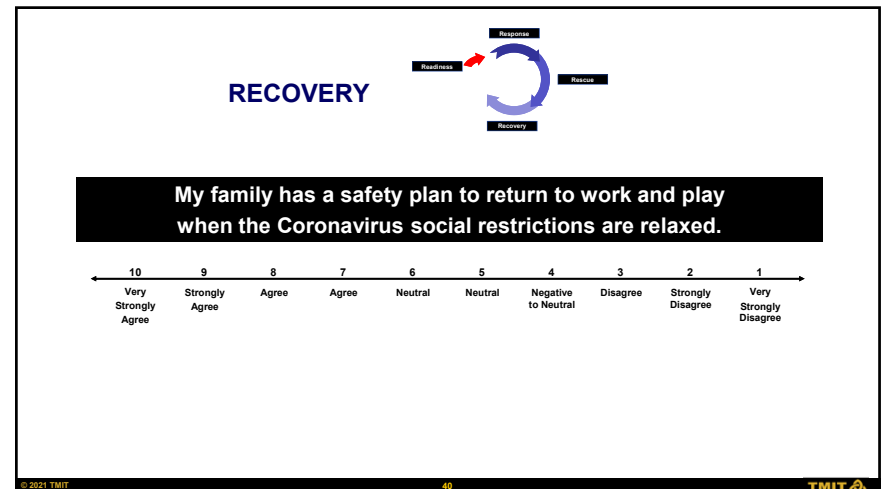 Response
Readiness
Rescue
RECOVERY
Recovery
My family has a safety plan to return to work and play
when the Coronavirus social restrictions are relaxed.
10 9 8 7 6 5 4 3 2 1
Very Strongly Agree Agree Neutral Neutral Negative Disagree Strongly Very
Strongly Agree to Neutral Disagree Strongly
Agree Disagree
© 2021 TMIT 40 TMIT